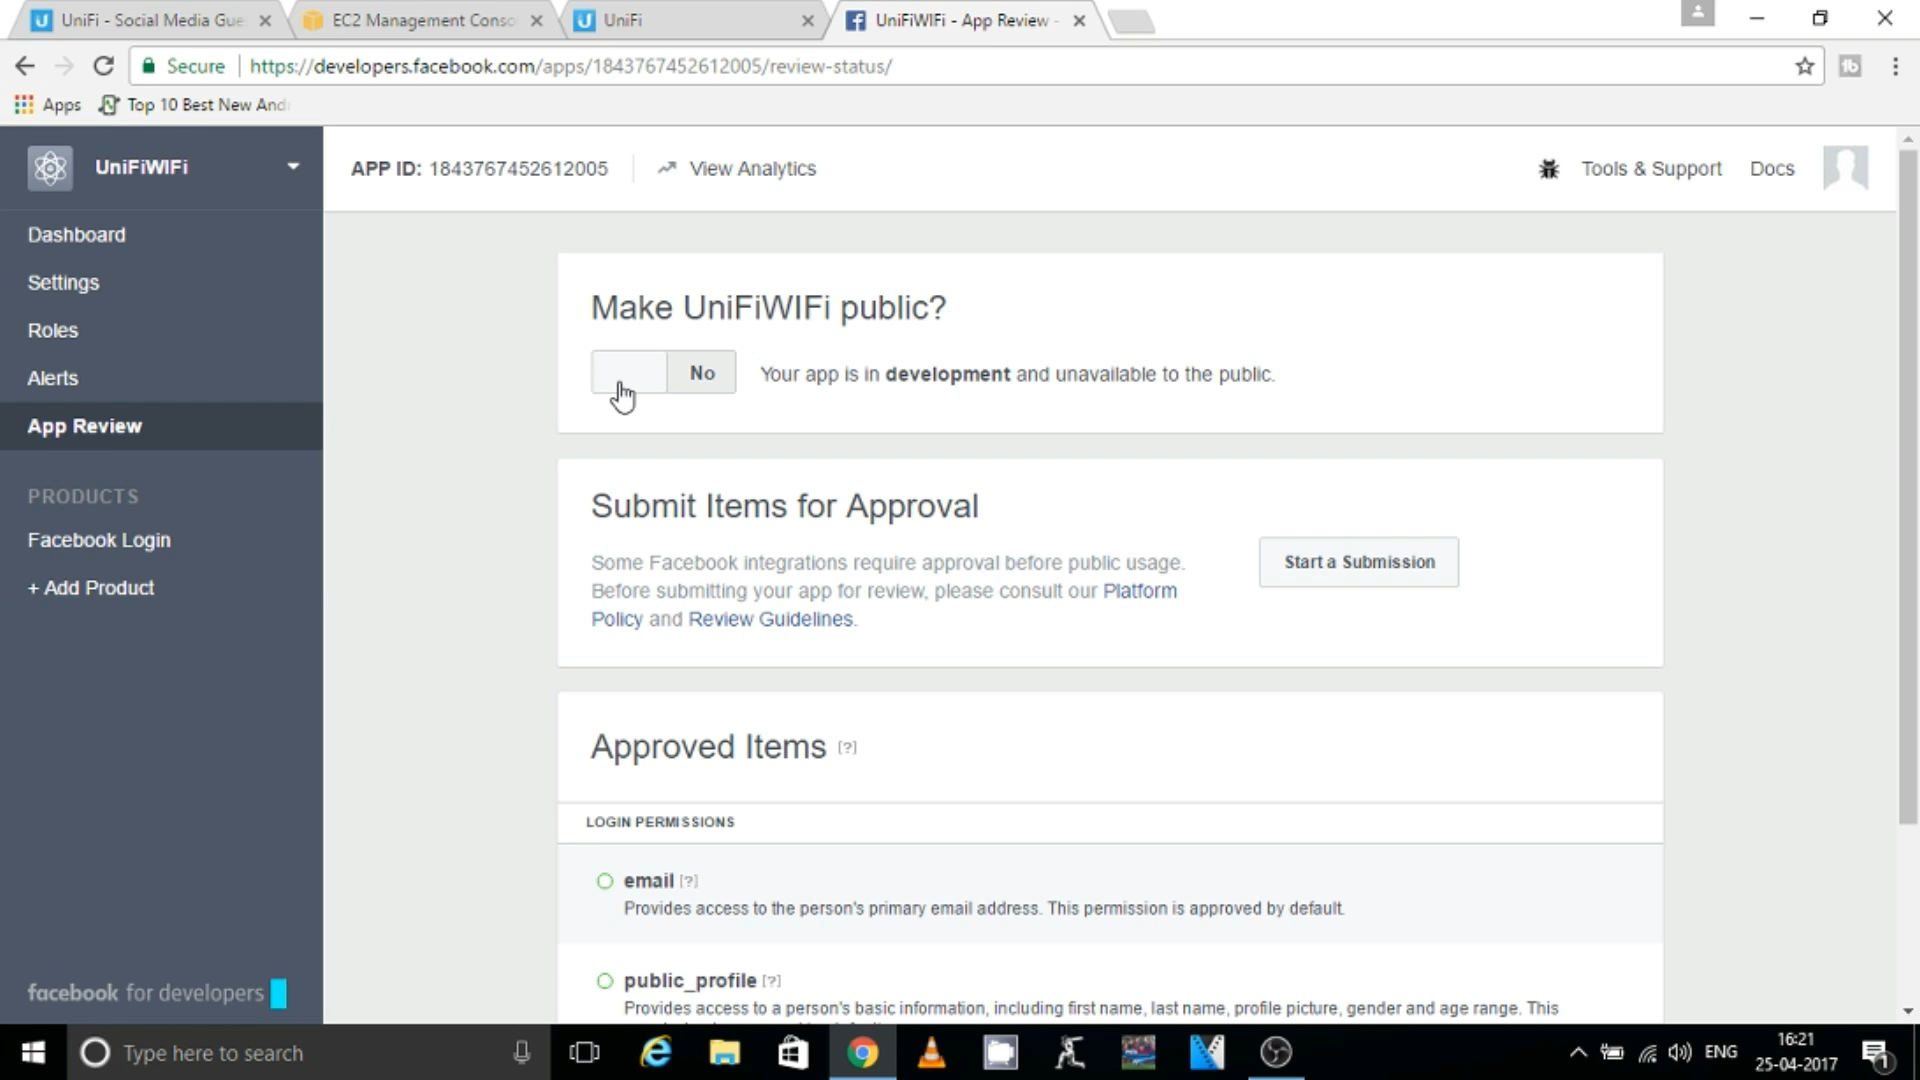 UniFi - Social Media Gue
EC2 Management Conso
UniFi
UniFiWIFi - App Review -
Secure
https://developers.facebook.com/apps/1843767452612005/review-status/
Apps
Top 10 Best New And
UniFiWIFi
APP ID: 1843767452612005
View Analytics
Tools & Support
Docs
Dashboard
Settings
Roles
Alerts
App Review
PRODUCTS
Facebook Login
+ Add Product
facebook for developers
Make UniFiWIFi public?
No
Your app is in development and unavailable to the public.
Submit Items for Approval
Some Facebook integrations require approval before public usage.
Before submitting your app for review, please consult our Platform
Policy and Review Guidelines.
Start a Submission
Approved Items [?]
LOGIN PERMISSIONS
email [?]
Provides access to the person's primary email address. This permission is approved by default.
public_profile [?]
Provides access to a person's basic information, including first name, last name, profile picture, gender and age range. This
Type here to search
ENG
16:21
25-04-2017
1